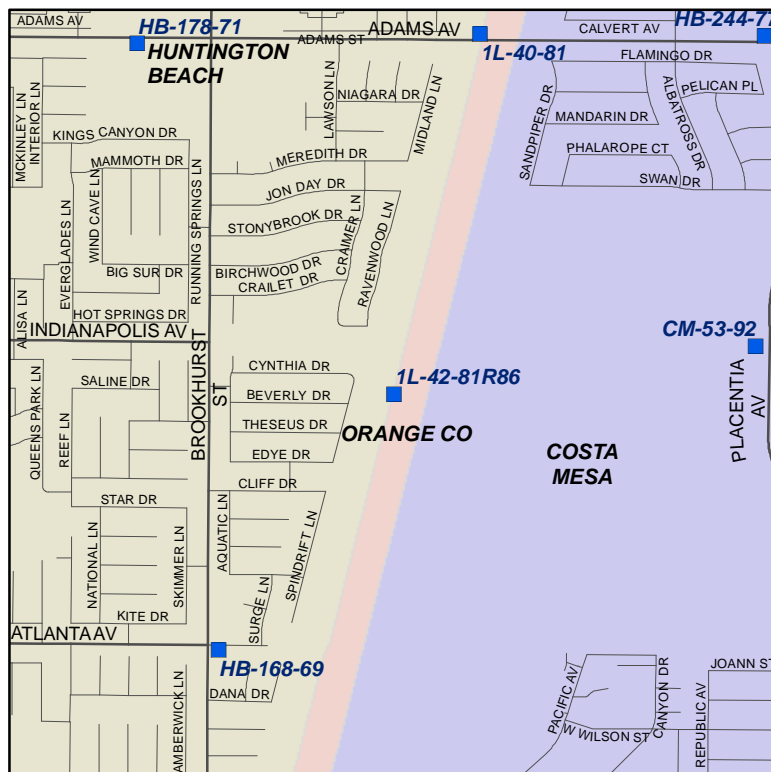 ADAMS AV
HB-178-71
ADAMS ST
ADAMS AV
1L-40-81
CALVERT AV
HB-244-77
HUNTINGTON
BEACH
FLAMINGO DR
MCKINLEY LN
INTERIOR LN
LAWSON LN
NIAGARA DR
MIDLAND LN
SANDPIPER DR
ALBATROSS DR
PELICAN PL
MANDARIN DR
KINGS CANYON DR
MAMMOTH DR
MEREDITH DR
PHALAROPE CT
SWAN DR
EVERGLADES LN
WIND CAVE LN
RUNNING SPRINGS LN
JON DAY DR
STONYBROOK DR
CRAIMER LN
RAVENWOOD LN
BIG SUR DR
BIRCHWOOD DR
CRAILET DR
ALISA LN
HOT SPRINGS DR
INDIANAPOLIS AV
CM-53-92
BROOKHURST
ST
CYNTHIA DR
PLACENTIA
AV
QUEENS PARK LN
REEF LN
SALINE DR
1L-42-81R86
BEVERLY DR
THESEUS DR
ORANGE CO
EDYE DR
COSTA
MESA
CLIFF DR
STAR DR
NATIONAL LN
SKIMMER LN
AQUATIC LN
SPINDRIFT LN
SURGE LN
KITE DR
ATLANTA AV
HB-168-69
DANA DR
AMBERWICK LN
PACIFIC AV
CANYON DR
JOANN ST
W WILSON ST
REPUBLIC AV